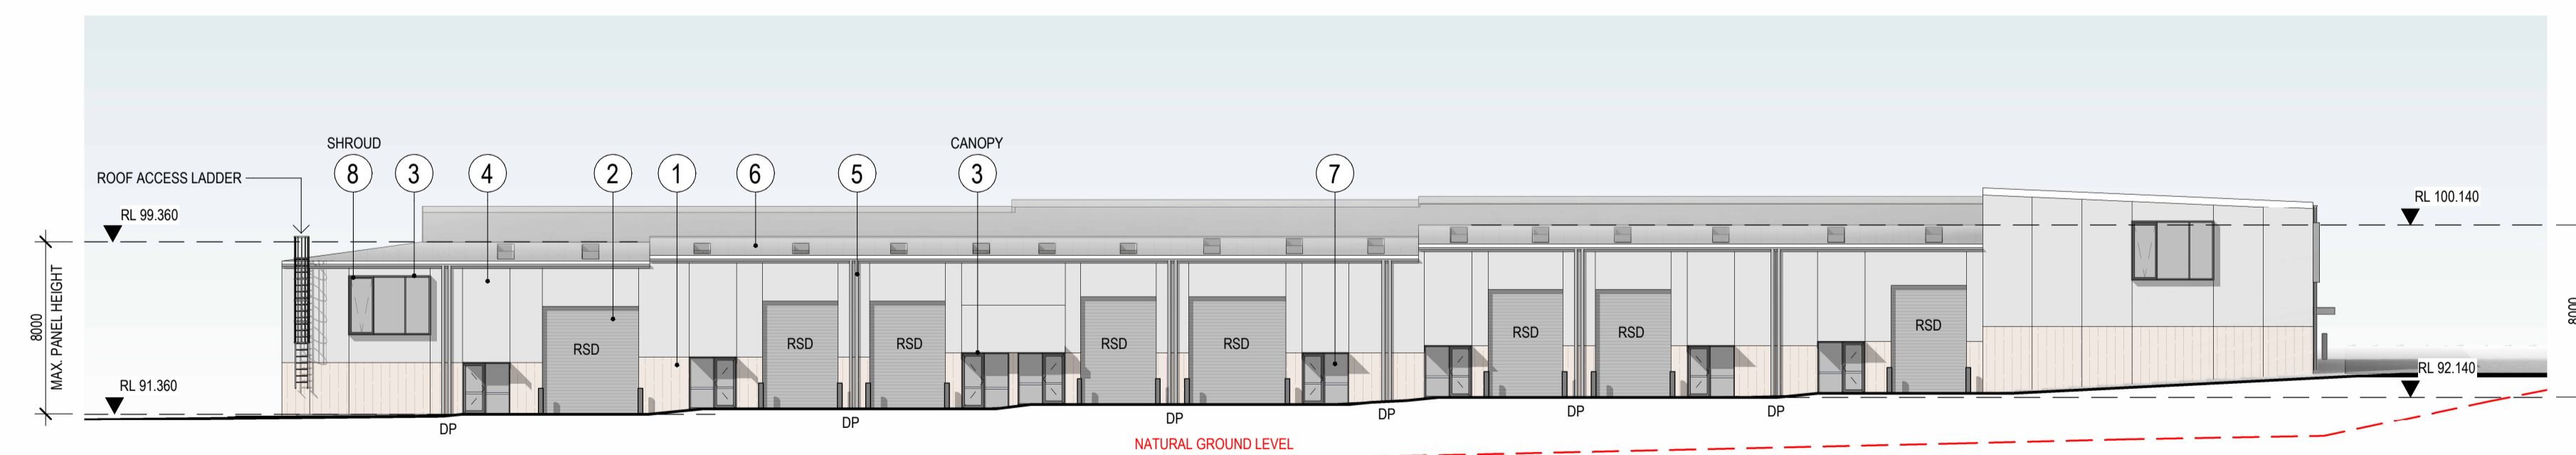 SHROUD
CANOPY
ROOF ACCESS LADDER
8
3
4
2
1
6
5
3
7
RL 99.360
RL 100.140
8000
MAX. PANEL HEIGHT
8000
RSD
RSD
RSD
RSD
RSD
RSD
RSD
RSD
RL 91.360
RL 92.140
DP
DP
DP
DP
DP
DP
NATURAL GROUND LEVEL